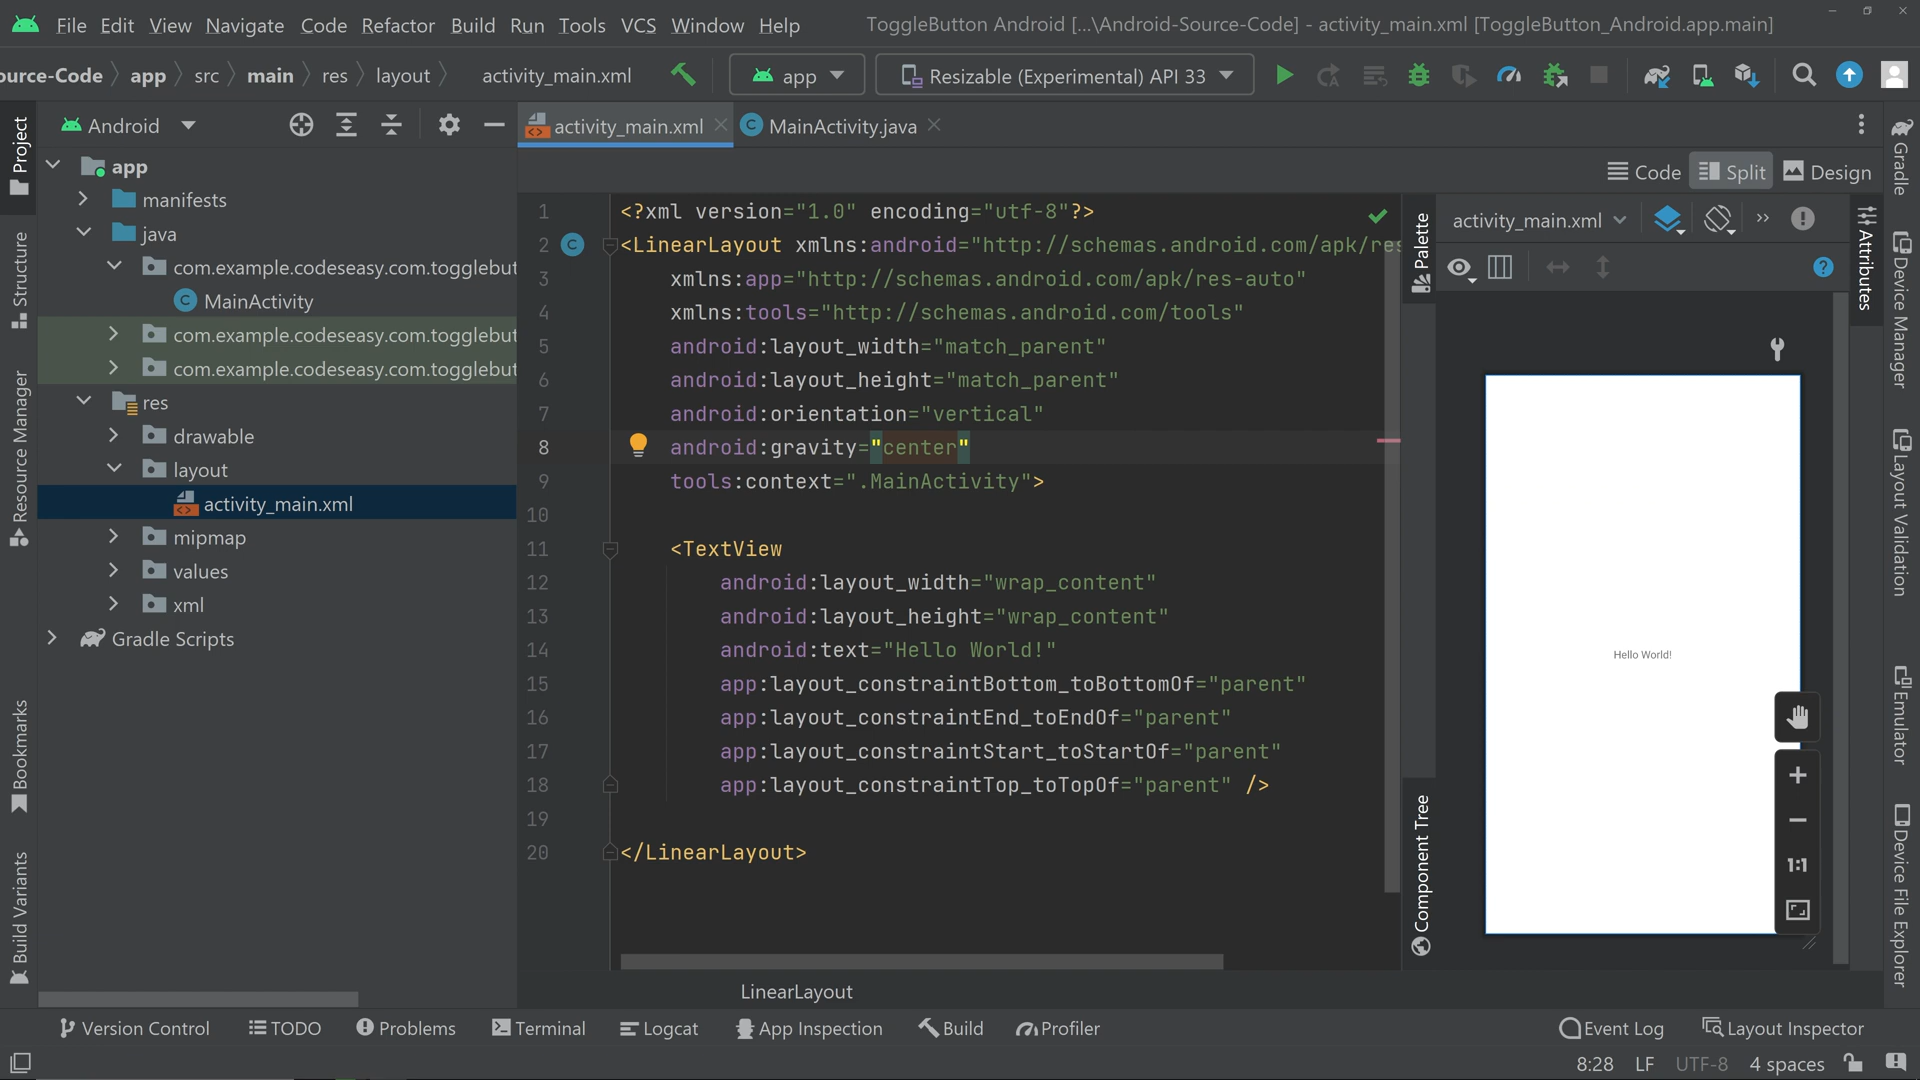 File Edit View Navigate Code Refactor Build Run Tools VCS Window Help ToggleButton Android [...\Android-Source-Code] - activity_main.xml [ToggleButton_Android.app.main]
ource-Code app src main res layout activity_main.xml app Resizable (Experimental) API 33
Android
activity_main.xml MainActivity.java
Code Split Design
app
manifests
java
com.example.codeseasy.com.togglebut
MainActivity
com.example.codeseasy.com.togglebut
com.example.codeseasy.com.togglebut
res
drawable
layout
activity_main.xml
mipmap
values
xml
Gradle Scripts
Project
Structure
Resource Manager
Bookmarks
Build Variants
1 <?xml version="1.0" encoding="utf-8"?>
2 <LinearLayout xmlns:android="http://schemas.android.com/apk/res
3 xmlns:app="http://schemas.android.com/apk/res-auto"
4 xmlns:tools="http://schemas.android.com/tools"
5 android:layout_width="match_parent"
6 android:layout_height="match_parent"
7 android:orientation="vertical"
8 android:gravity="center"
9 tools:context=".MainActivity">
10
11 <TextView
12 android:layout_width="wrap_content"
13 android:layout_height="wrap_content"
14 android:text="Hello World!"
15 app:layout_constraintBottom_toBottomOf="parent"
16 app:layout_constraintEnd_toEndOf="parent"
17 app:layout_constraintStart_toStartOf="parent"
18 app:layout_constraintTop_toTopOf="parent" />
19
20 </LinearLayout>
LinearLayout
Palette
Component Tree
activity_main.xml
Hello World!
1:1
Attributes
Gradle
Device Manager
Layout Validation
Emulator
Device File Explorer
Version Control TODO Problems Terminal Logcat App Inspection Build Profiler Event Log Layout Inspector
8:28 LF UTF-8 4 spaces